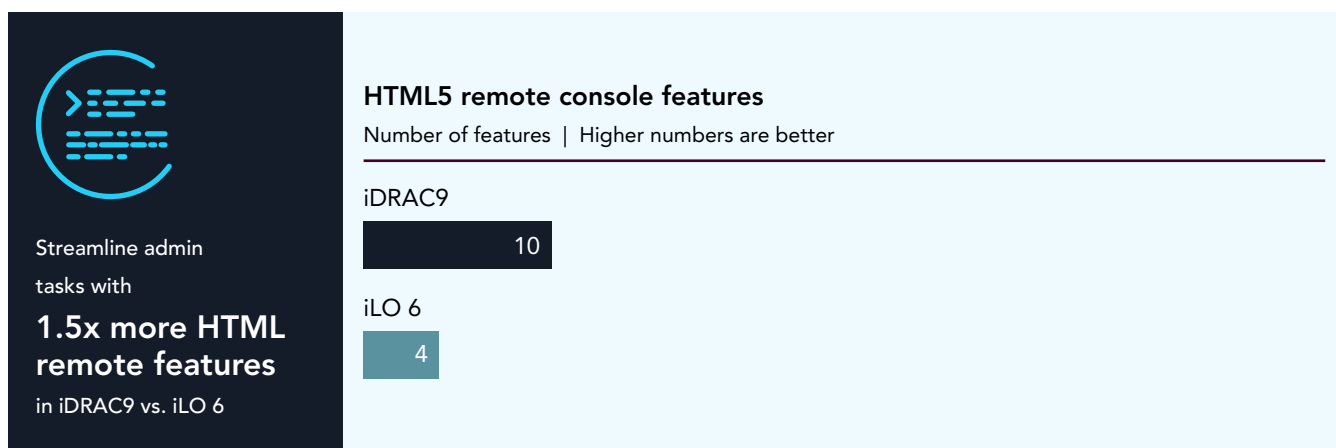 Streamline admin
tasks with
1.5x more HTML
remote features
in iDRAC9 vs. iLO 6
HTML5 remote console features
Number of features | Higher numbers are better
iDRAC9
10
iLO 6
4